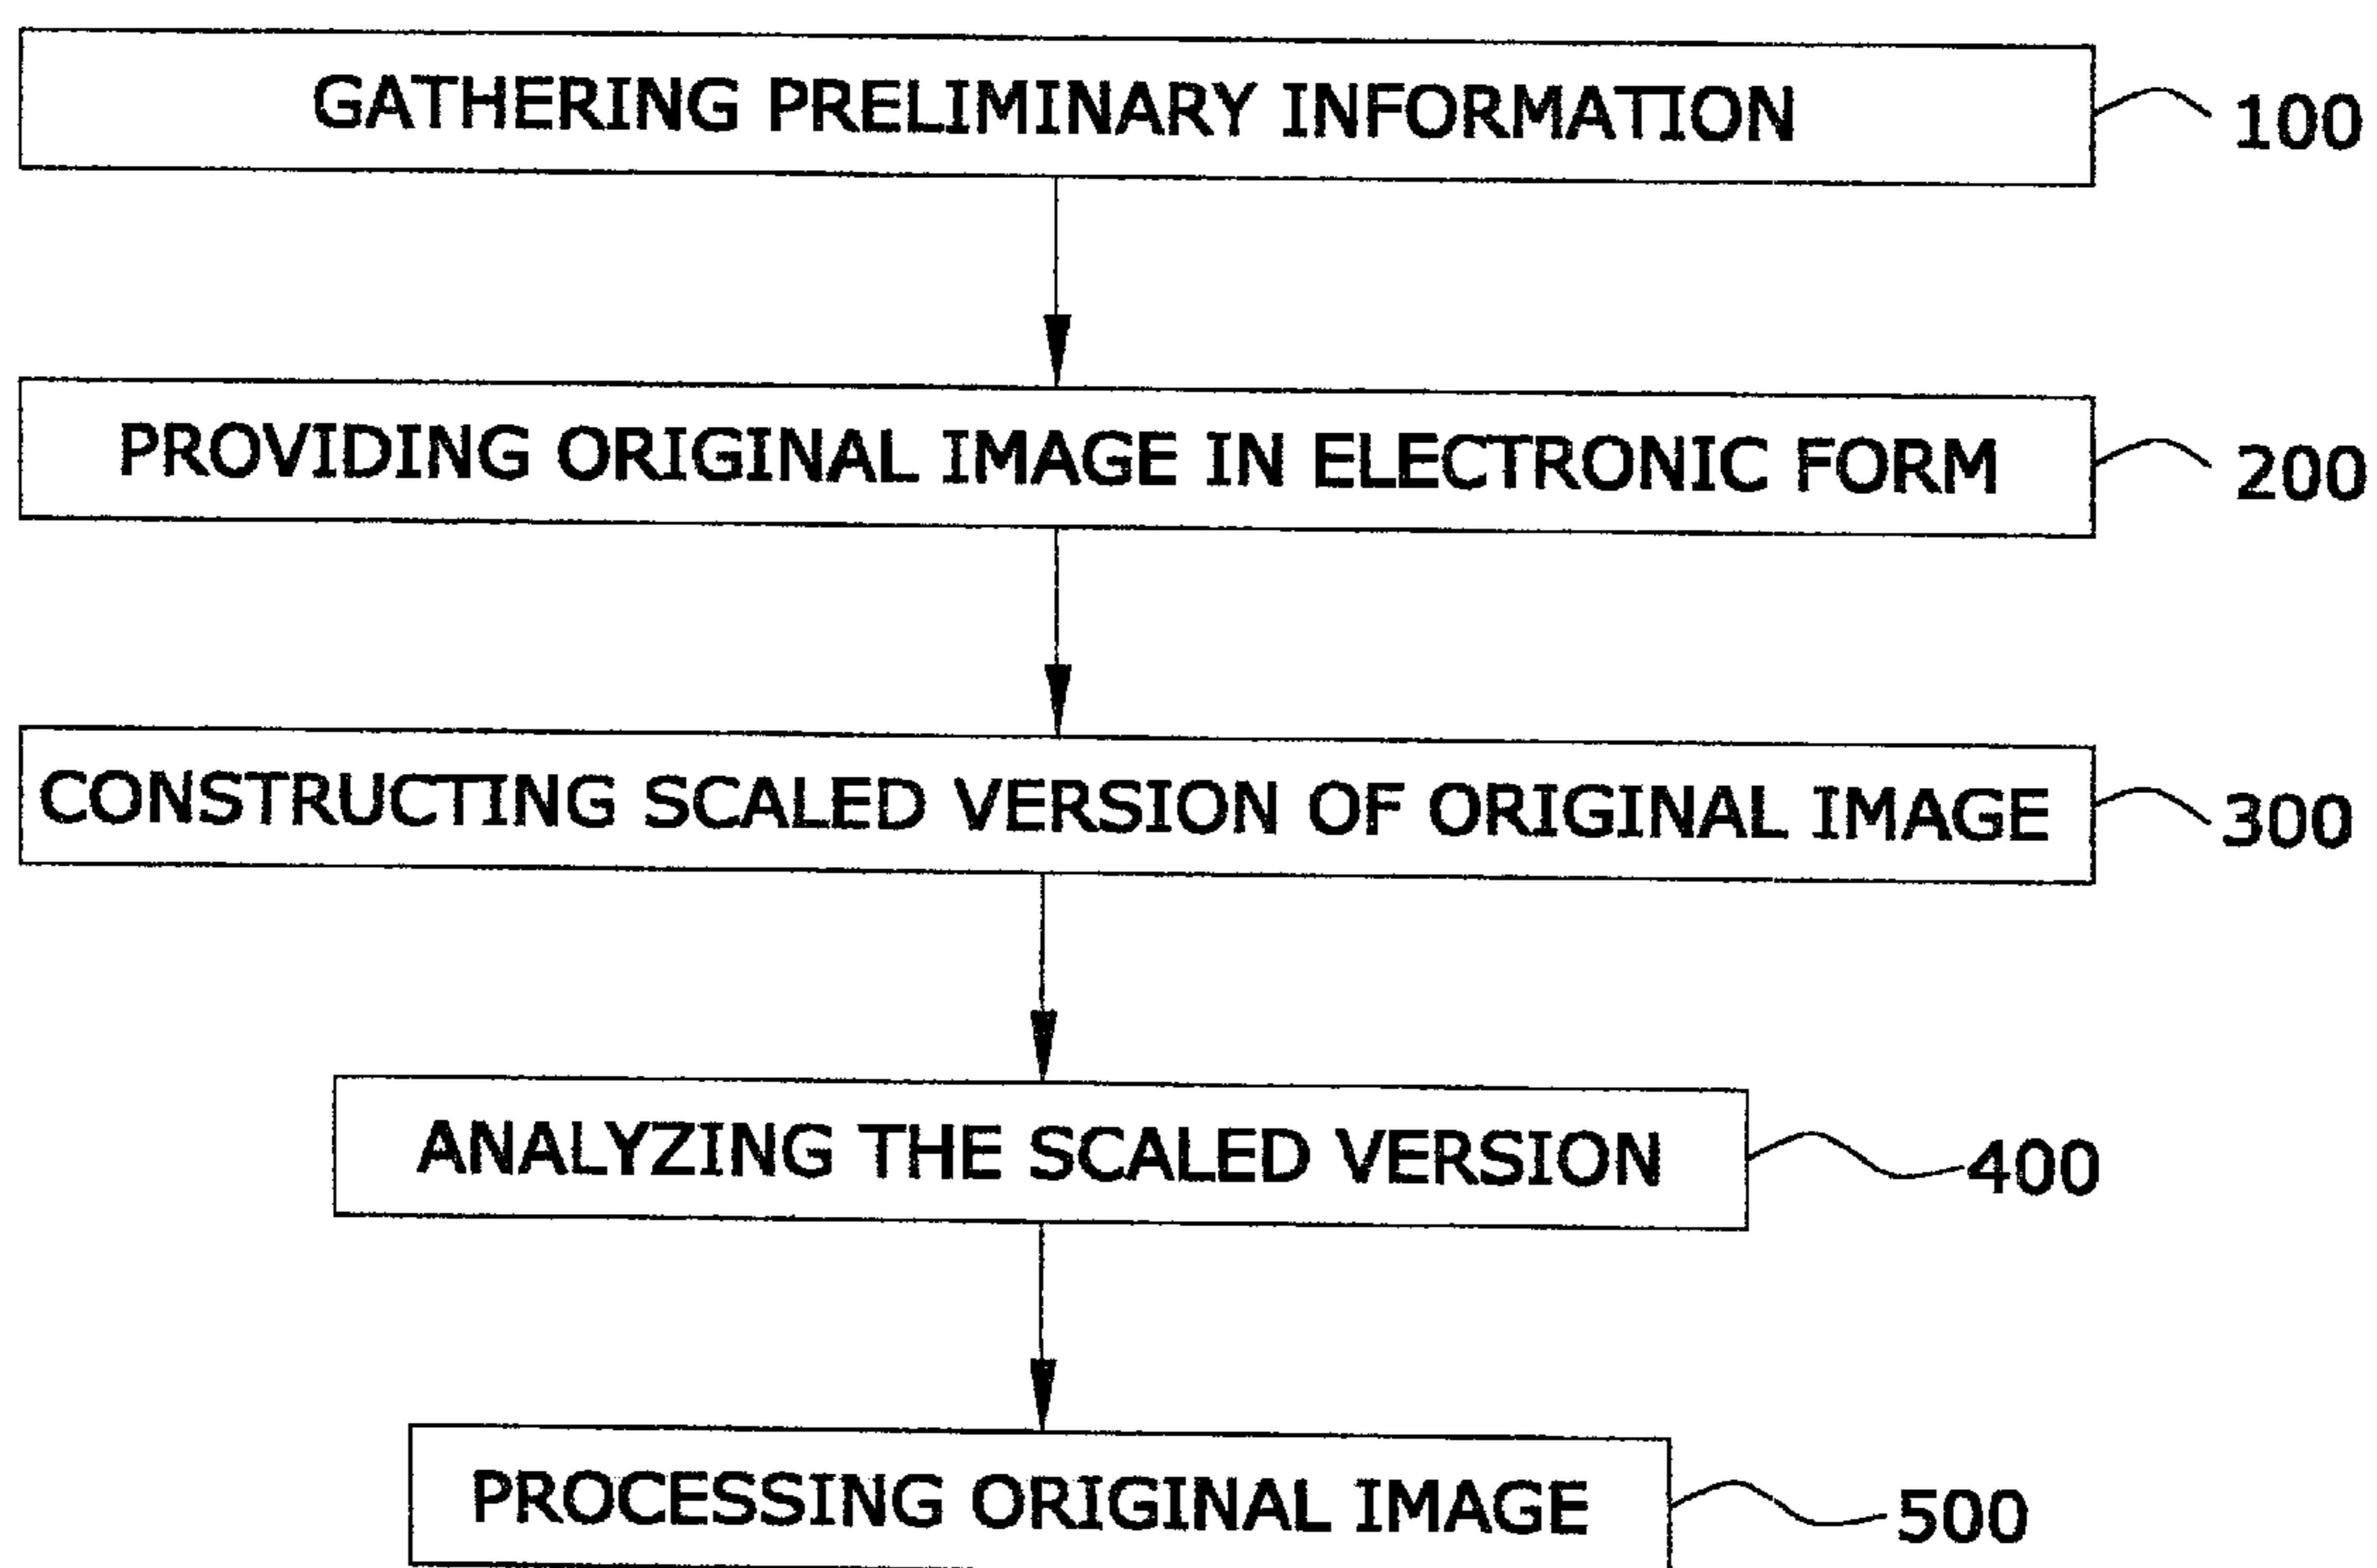 GATHERING PRELIMINARY INFORMATION 100
PROVIDING ORIGINAL IMAGE IN ELECTRONIC FORM 200
CONSTRUCTING SCALED VERSION OF ORIGINAL IMAGE 300
ANALYZING THE SCALED VERSION 400
PROCESSING ORIGINAL IMAGE 500